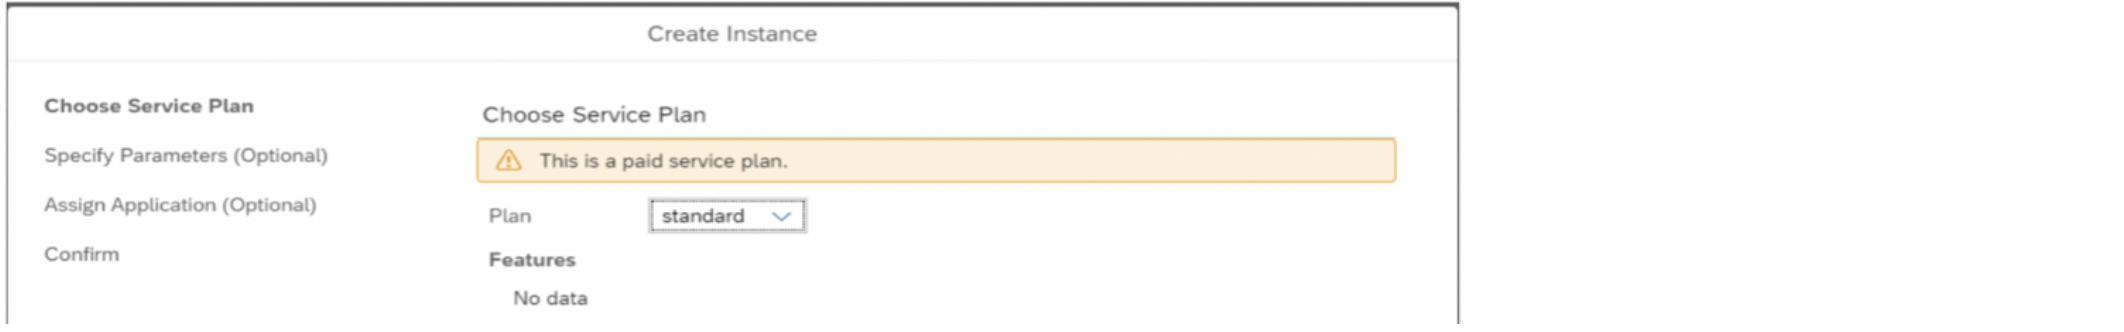 Create Instance
Choose Service Plan
Specify Parameters (Optional)
Assign Application (Optional)
Confirm
Choose Service Plan
This is a paid service plan.
Plan standard
Features
No data